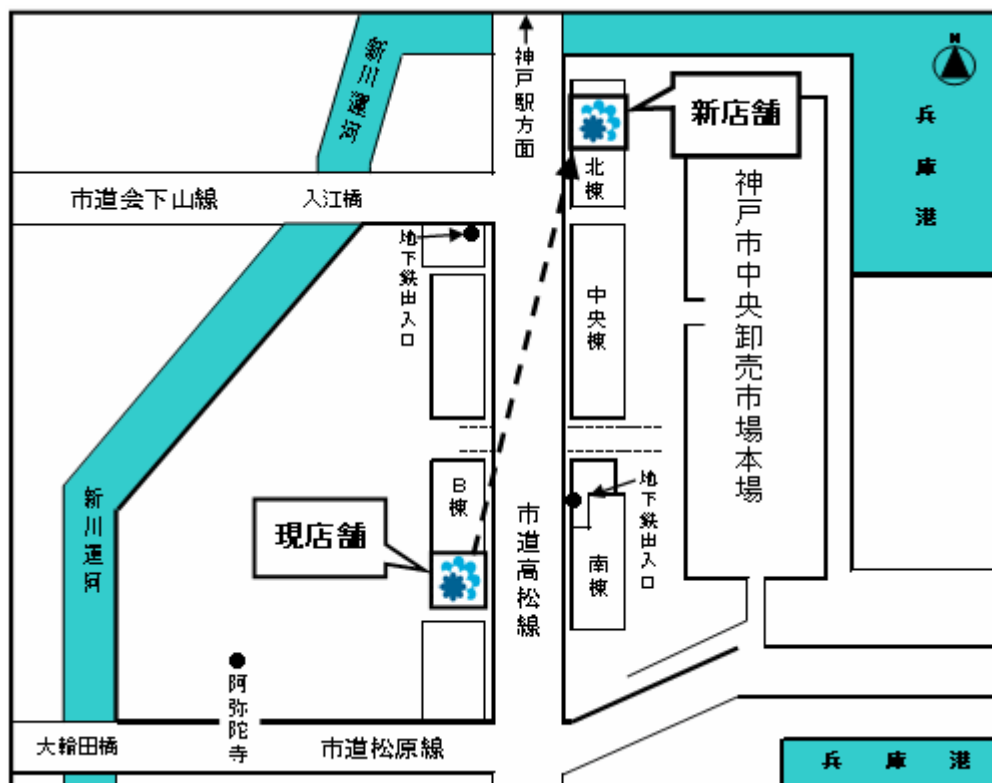 神戸駅方面
N
兵庫港
新川運河
新店舗
北棟
市道会下山線
入江橋
地下鉄出入口
中央棟
神戸市中央卸売市場本場
B棟
現店舗
新川運河
市道高松線
地下鉄出入口
南棟
阿弥陀寺
大輪田橋
市道松原線
兵庫港